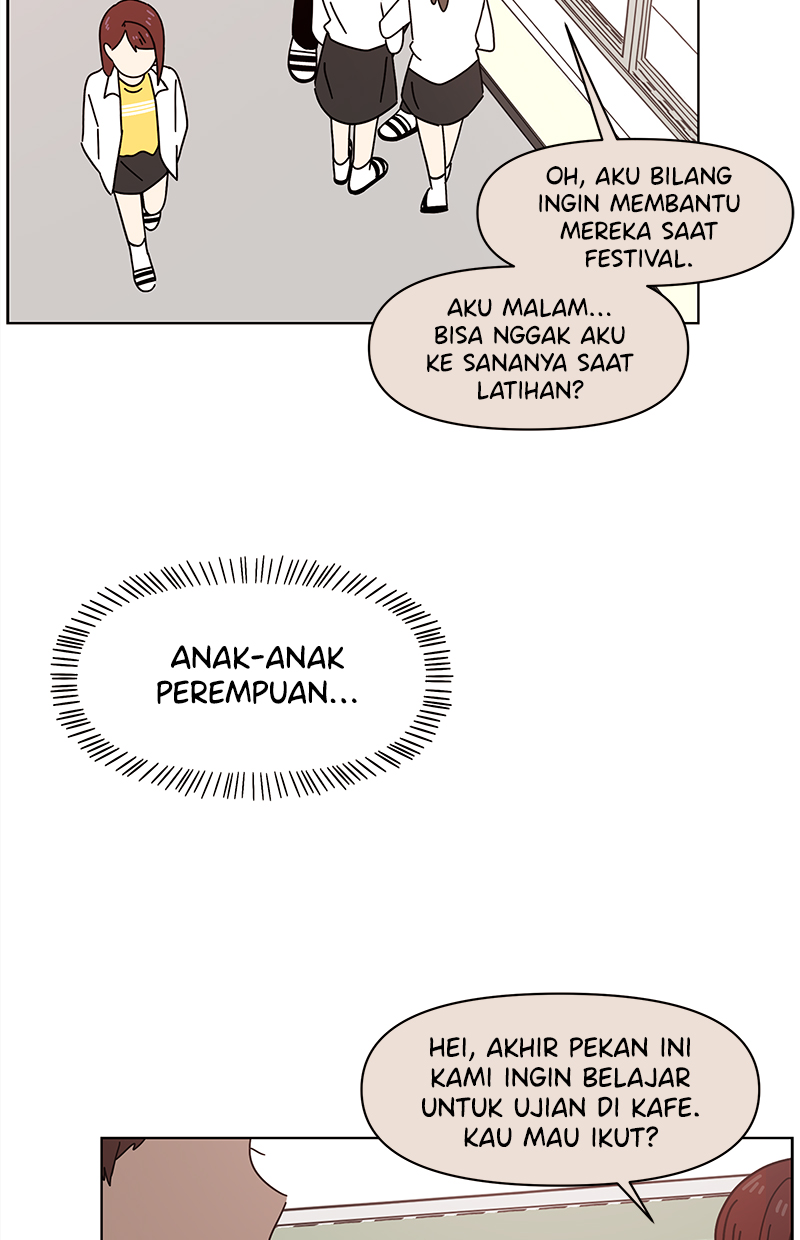 OH, AKU BILANG
INGIN MEMBANTU
MEREKA SAAT
FESTIVAL.
AKU MALAM...
BISA NGGAK AKU
KE SANANYA SAAT
LATIHAN?
ANAK-ANAK
PEREMPUAN...
HEI, AKHIR PEKAN INI
KAMI INGIN BELAJAR
UNTUK UJIAN DI KAFE.
KAU MAU IKUT?